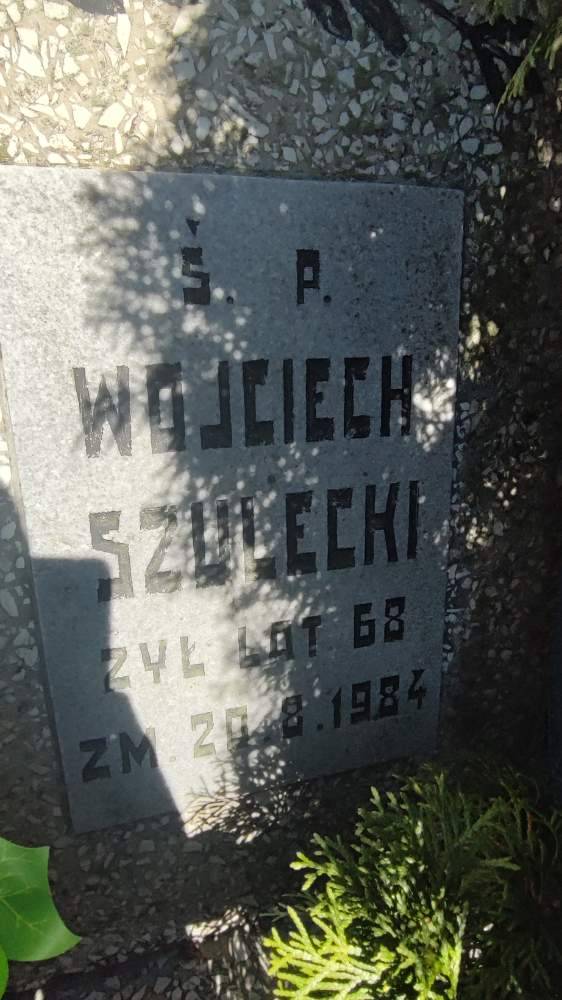 Ś. P.
WOJCIECH
SZULECKI
ŻYŁ LAT 68
ZM. 20.8.1984